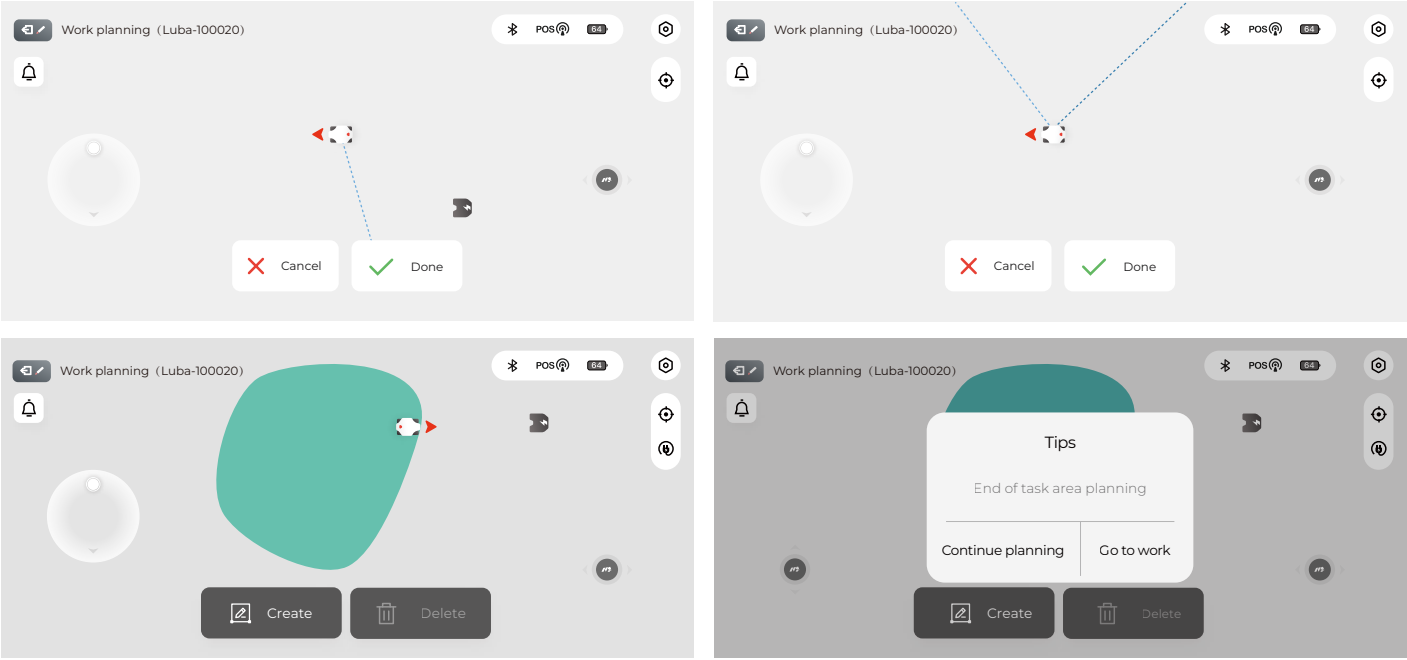 Work planning（Luba-100020）
POS
64
Cancel
Done
Work planning（Luba-100020）
POS
64
Cancel
Done
Work planning（Luba-100020）
POS
64
Create
Delete
Work planning（Luba-100020）
POS
64
Tips
End of task area planning
Continue planning
Go to work
Create
Delete